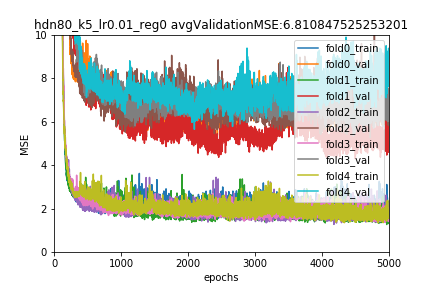 hdn80_k5_lr0.01_reg0 avgValidationMSE:6.810847525253201
10
8
6
4
2
0
MSE
0
1000
2000
3000
4000
5000
epochs
fold0_train
fold0_val
fold1_train
fold1_val
fold2_train
fold2_val
fold3_train
fold3_val
fold4_train
fold4_val